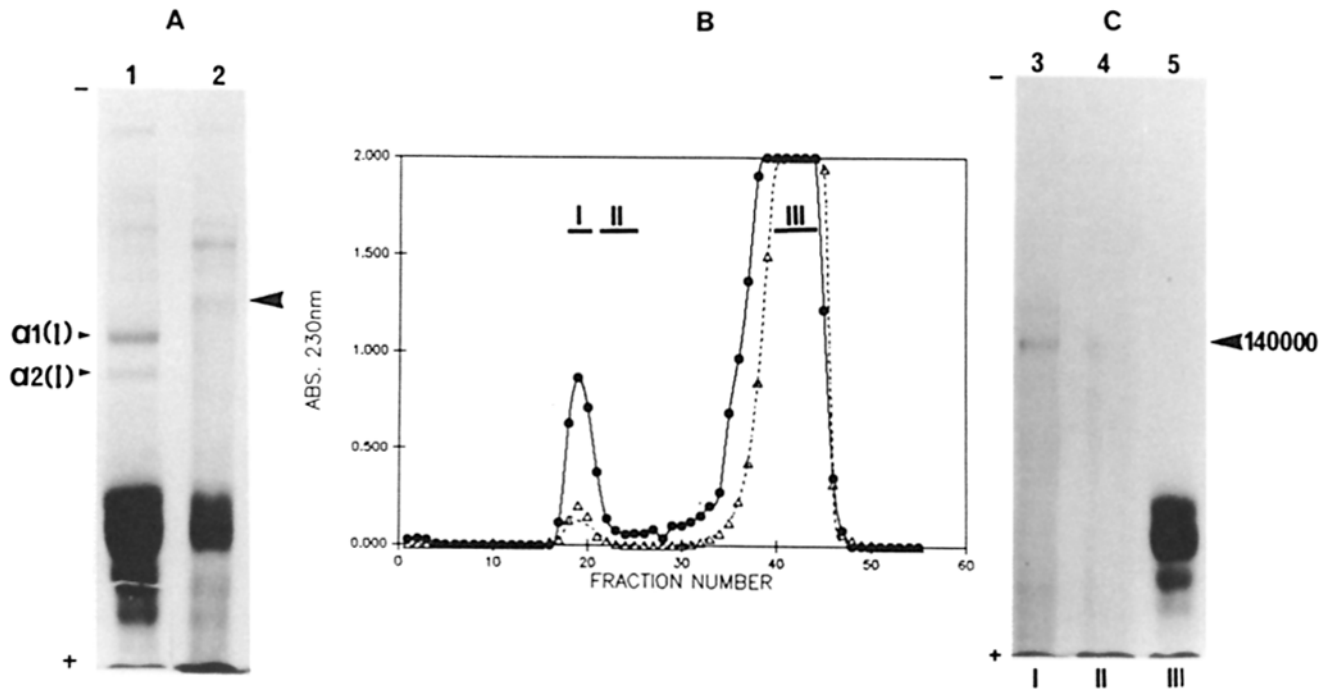 A
B
C
1
2
3
4
5
−
−
α1(I)
α2(I)
+
+
2.000
1.500
1.000
0.500
0.000
ABS. 230nm
I
II
III
0
10
20
30
40
50
60
FRACTION NUMBER
140000
I
II
III